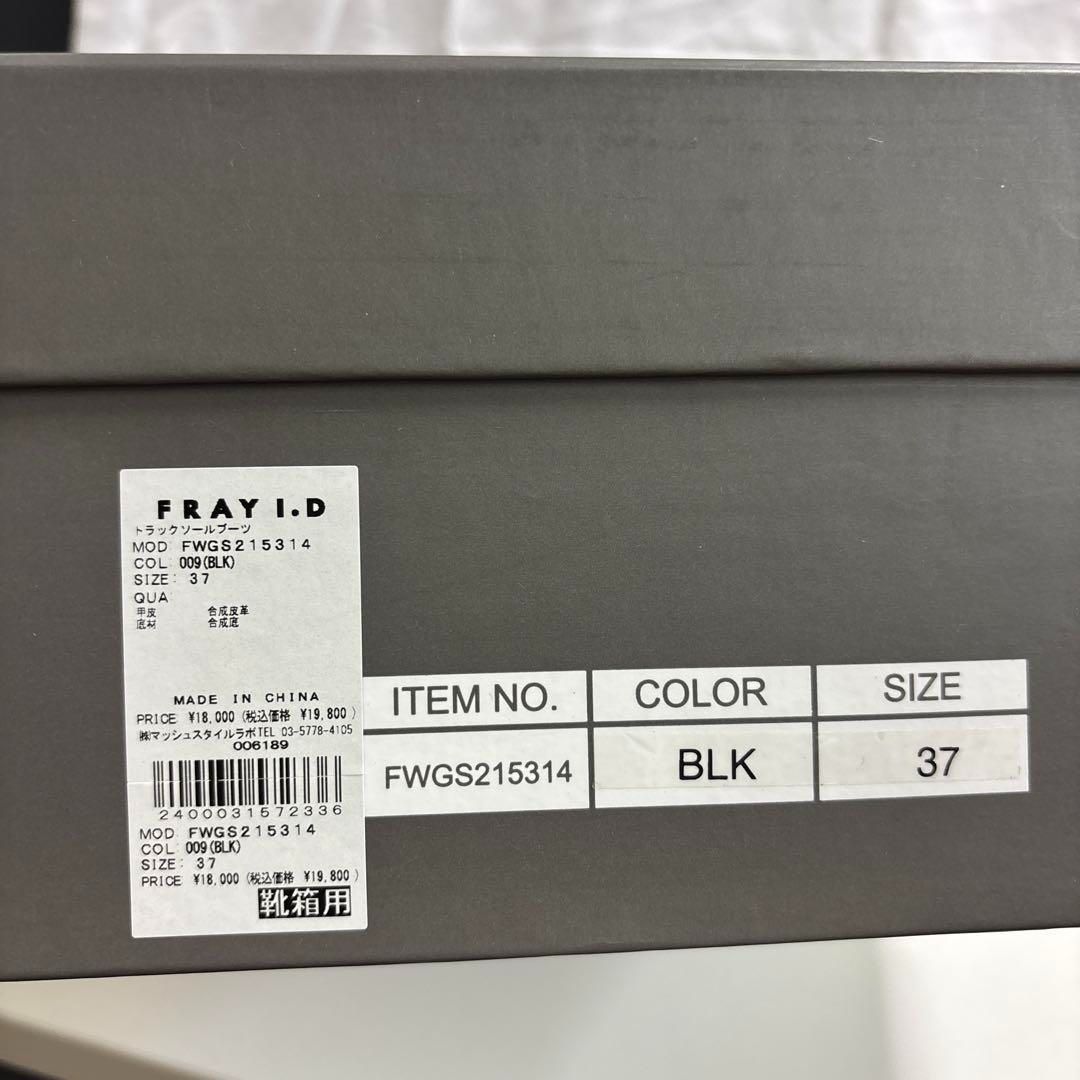 FRAY I.D
トラックソールブーツ
MOD: FWGS215314
COL: 009(BLK)
SIZE: 37
QUA:
甲皮 合成皮革
底材 合成底
MADE IN CHINA
PRICE ¥18,000 (税込価格 ¥19,800 )
㈱マッシュスタイルラボTEL 03-5778-4105
006189
2400031572336
MOD: FWGS215314
COL: 009(BLK)
SIZE: 37
PRICE ¥18,000 (税込価格 ¥19,800 )
靴箱用
ITEM NO. COLOR SIZE
FWGS215314 BLK 37